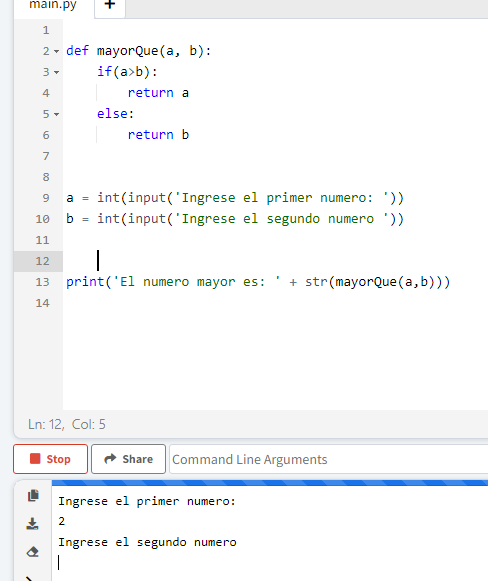 main.py +
1
2 def mayorQue(a, b):
3     if(a>b):
4         return a
5     else:
6         return b
7
8
9 a = int(input('Ingrese el primer numero: '))
10 b = int(input('Ingrese el segundo numero '))
11
12
13 print('El numero mayor es: ' + str(mayorQue(a,b)))
14
Ln: 12, Col: 5
Stop Share Command Line Arguments
Ingrese el primer numero:
2
Ingrese el segundo numero